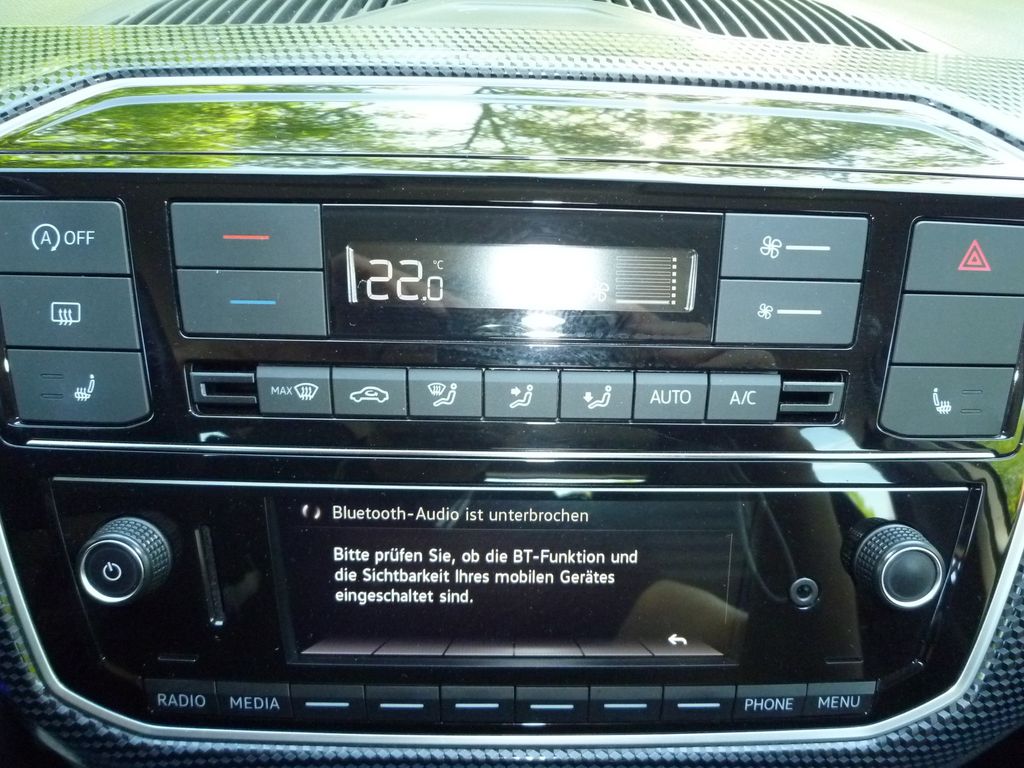 A OFF
22.0 °C
MAX
AUTO
A/C
Bluetooth-Audio ist unterbrochen
Bitte prüfen Sie, ob die BT-Funktion und
die Sichtbarkeit Ihres mobilen Gerätes
eingeschaltet sind.
RADIO MEDIA PHONE MENU